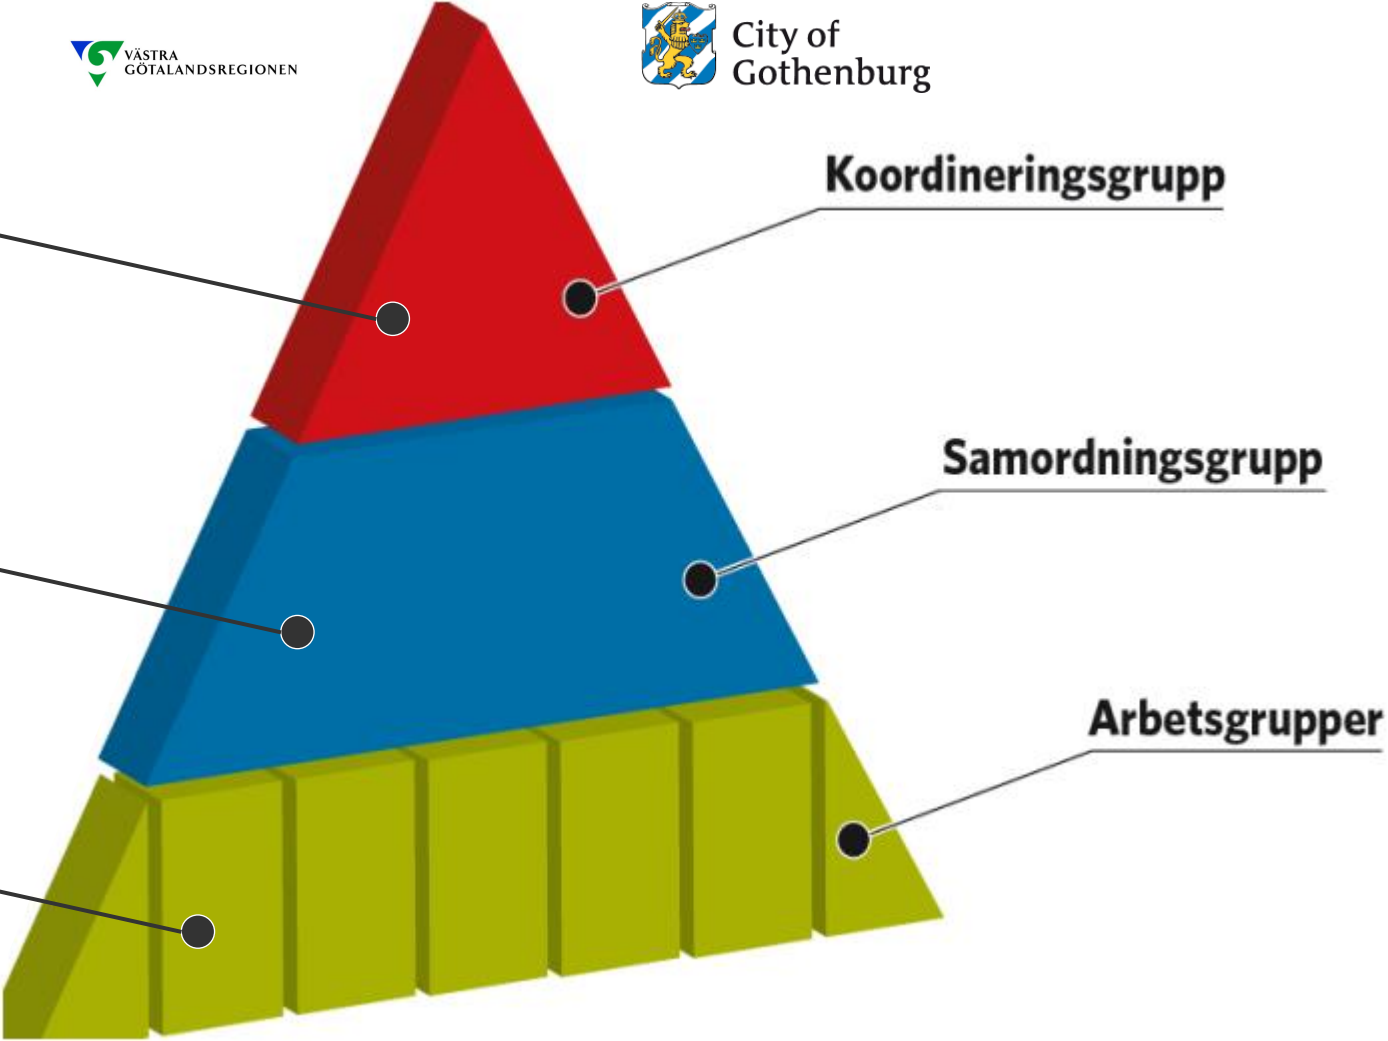 VÄSTRA
GÖTALANDSREGIONEN
City of
Gothenburg
Koordineringsgrupp
Samordningsgrupp
Arbetsgrupper